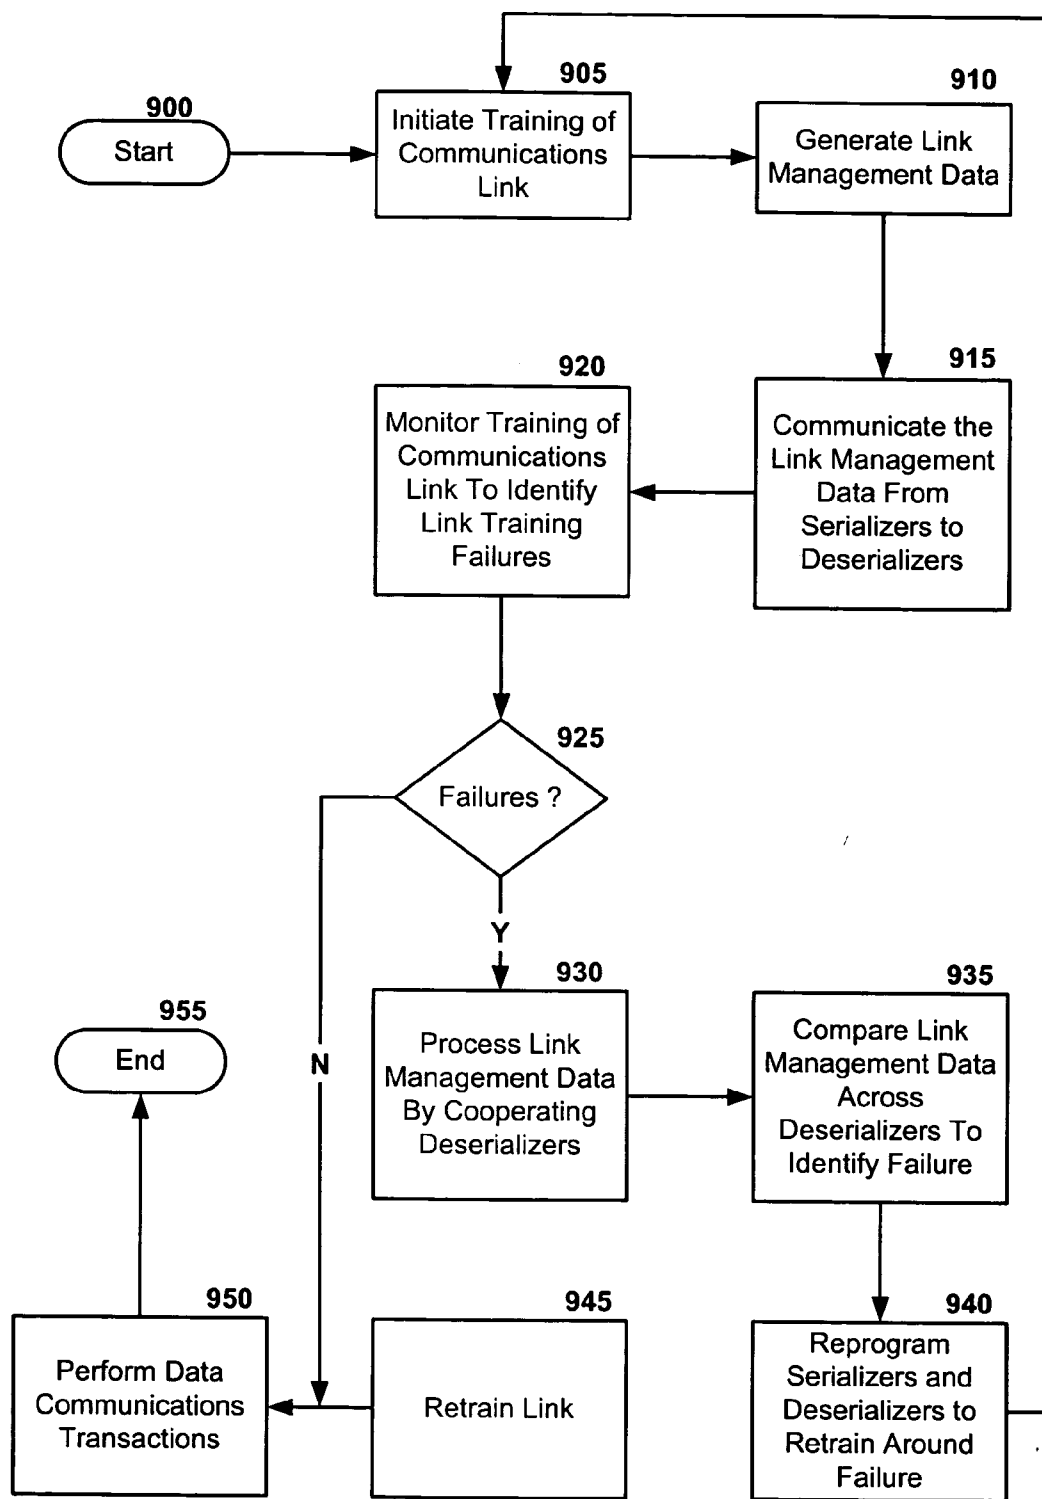 900
Start
905
Initiate Training of
Communications
Link
910
Generate Link
Management Data
915
Communicate the
Link Management
Data From
Serializers to
Deserializers
920
Monitor Training of
Communications
Link To Identify
Link Training
Failures
925
Failures ?
Y
N
930
Process Link
Management Data
By Cooperating
Deserializers
935
Compare Link
Management Data
Across
Deserializers To
Identify Failure
940
Reprogram
Serializers and
Deserializers to
Retrain Around
Failure
945
Retrain Link
950
Perform Data
Communications
Transactions
955
End